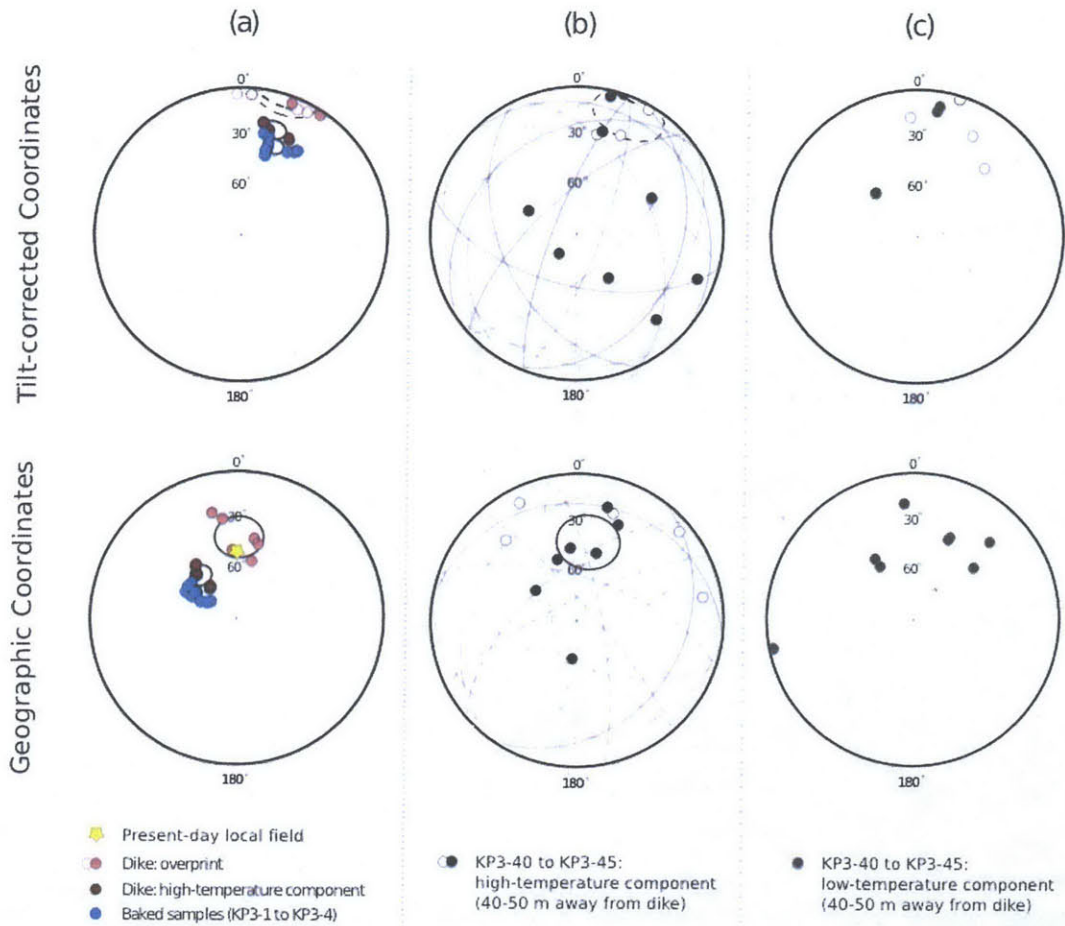 (a)
(b)
(c)
Tilt-corrected Coordinates
0°
30°
60°
180°
0°
30°
60°
180°
0°
30°
60°
180°
Geographic Coordinates
0°
30°
60
180°
0°
30°
60°
180°
0°
30°
60°
180°
Present-day local field
Dike: overprint
Dike: high-temperature component
Baked samples (KP3-1 to KP3-4)
KP3-40 to KP3-45:
high-temperature component
(40-50 m away from dike)
KP3-40 to KP3-45:
low-temperature component
(40-50 m away from dike)